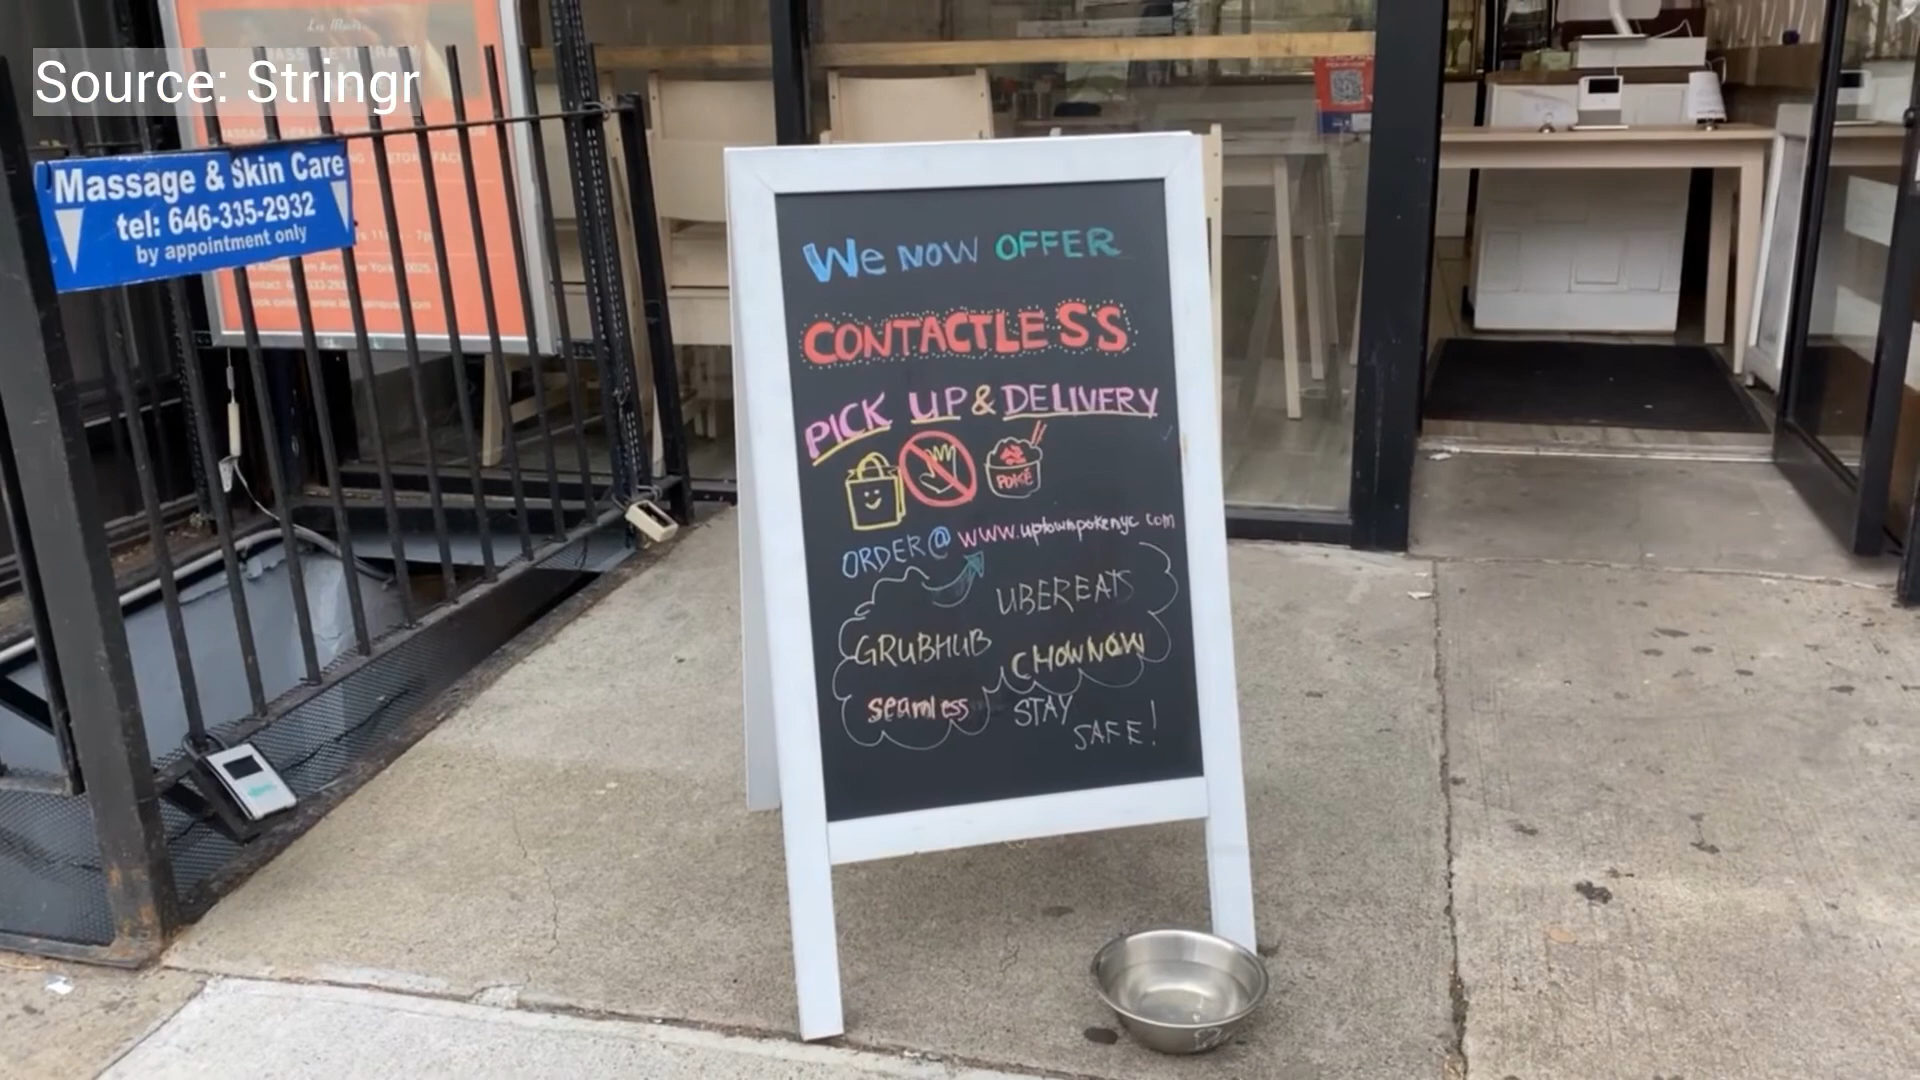 Source: Stringr
Massage & Skin Care
tel: 646-335-2932
by appointment only
We NOW OFFER
CONTACTLESS
PICK UP & DELIVERY
POKÉ
ORDER @ www.uptownpokenyc.com
UBEREATS
GRUBHUB
CHOWNOW
seamless
STAY
SAFE!